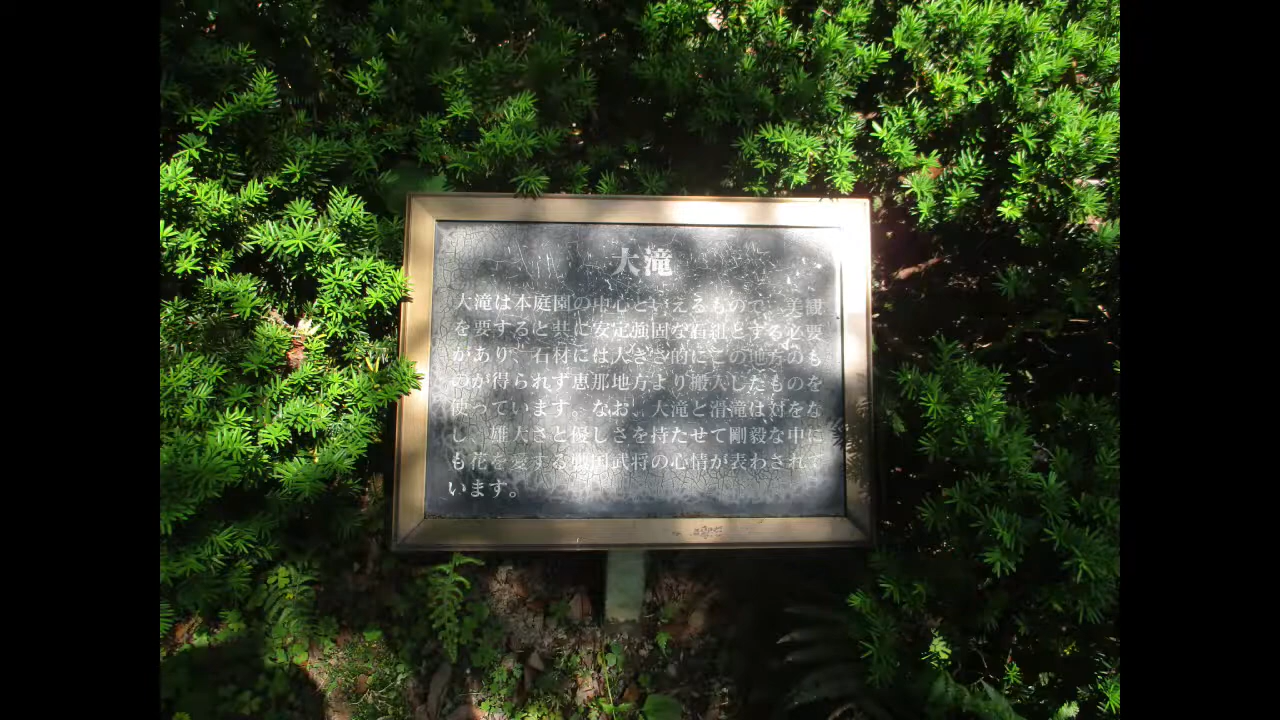 大滝
大滝は本庭園の中心といえるもので、美観
を要すると共に安定強固な石組とする必要
があり、石材には大きさ的にこの地方のも
のが得られず恵那地方より搬入したものを
使っています。なお、大滝と滑滝は対をな
し、雄大さと優しさを持たせて剛毅な中に
も花を愛する戦国武将の心情が表わされて
います。